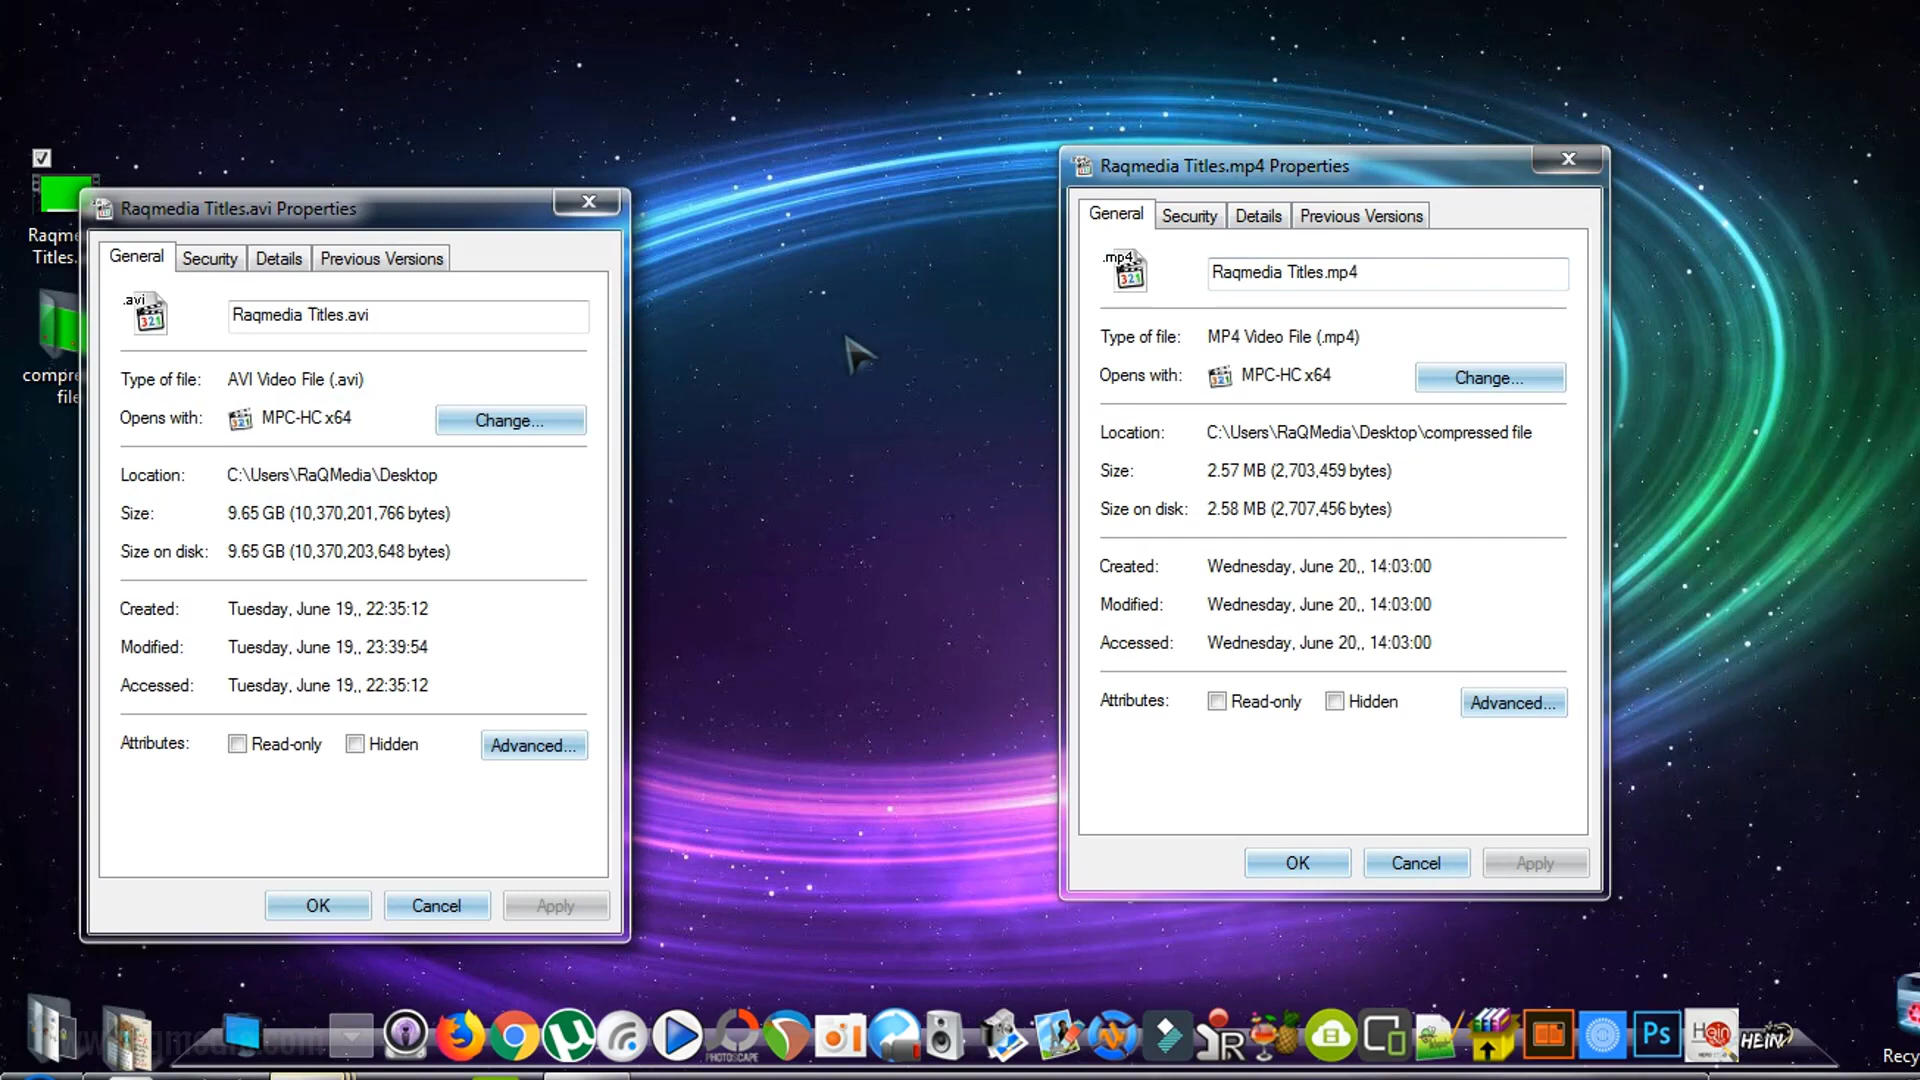 Raqme
Titles.
compre
file
Raqmedia Titles.avi Properties
General
Security
Details
Previous Versions
.avi
321
Raqmedia Titles.avi
Type of file:
AVI Video File (.avi)
Opens with:
321
MPC-HC x64
Change...
Location:
C:\Users\RaQMedia\Desktop
Size:
9.65 GB (10,370,201,766 bytes)
Size on disk:
9.65 GB (10,370,203,648 bytes)
Created:
Tuesday, June 19,, 22:35:12
Modified:
Tuesday, June 19,, 23:39:54
Accessed:
Tuesday, June 19,, 22:35:12
Attributes:
Read-only
Hidden
Advanced...
OK
Cancel
Apply
Raqmedia Titles.mp4 Properties
General
Security
Details
Previous Versions
.mp4
321
Raqmedia Titles.mp4
Type of file:
MP4 Video File (.mp4)
Opens with:
321
MPC-HC x64
Change...
Location:
C:\Users\RaQMedia\Desktop\compressed file
Size:
2.57 MB (2,703,459 bytes)
Size on disk:
2.58 MB (2,707,456 bytes)
Created:
Wednesday, June 20,, 14:03:00
Modified:
Wednesday, June 20,, 14:03:00
Accessed:
Wednesday, June 20,, 14:03:00
Attributes:
Read-only
Hidden
Advanced...
OK
Cancel
Apply
PHOTOSCAPE
R
Ps
Hein
HEIN
Recy